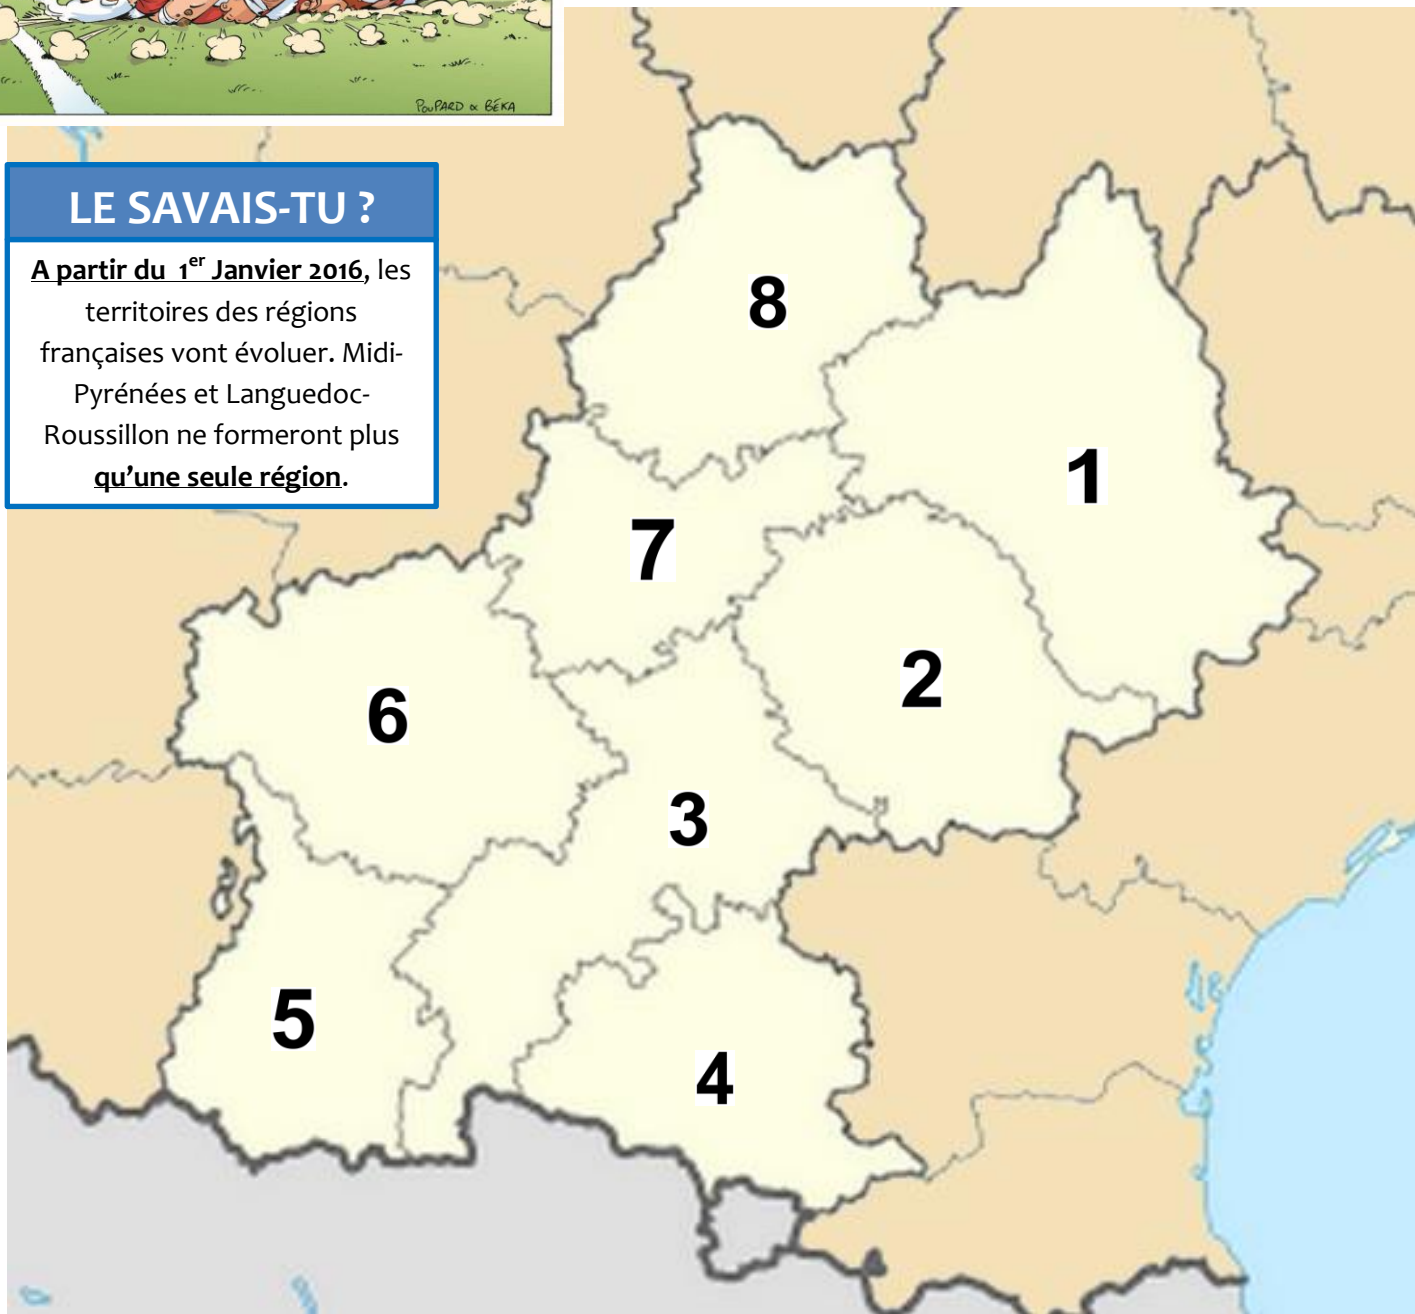 PoUPARD & BÉKA
LE SAVAIS-TU ?
A partir du 1er Janvier 2016, les
territoires des régions
françaises vont évoluer. Midi-
Pyrénées et Languedoc-
Roussillon ne formeront plus
qu’une seule région.
8
1
7
2
6
3
5
4